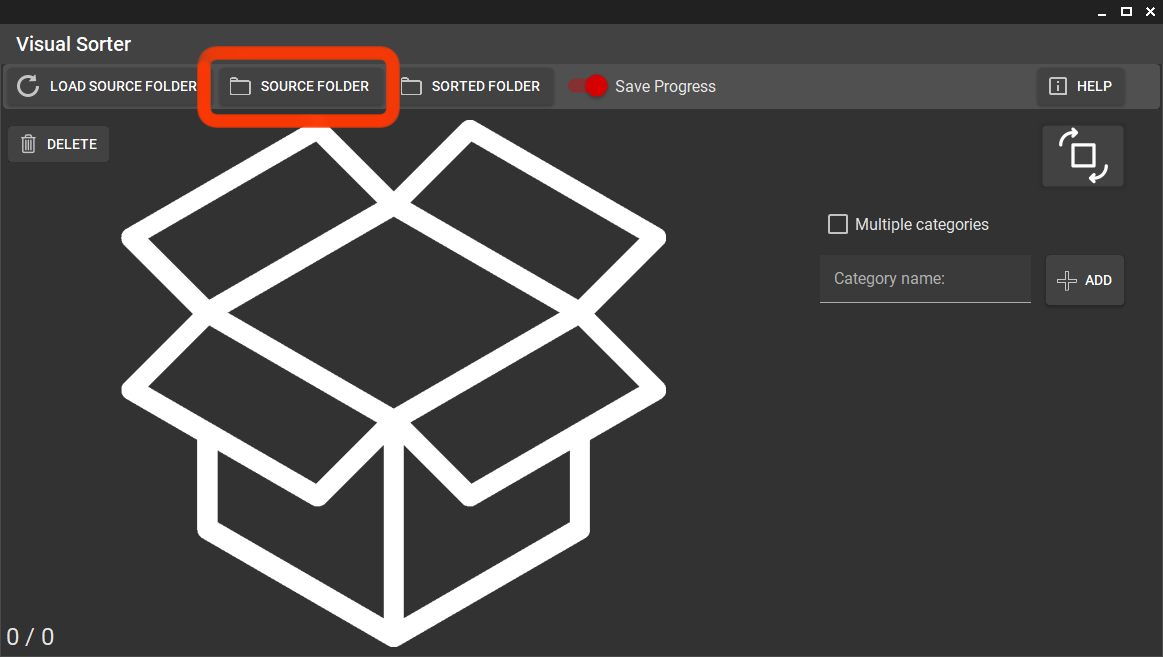 Visual Sorter
LOAD SOURCE FOLDER
SOURCE FOLDER
SORTED FOLDER
Save Progress
HELP
DELETE
Multiple categories
Category name:
ADD
0 / 0